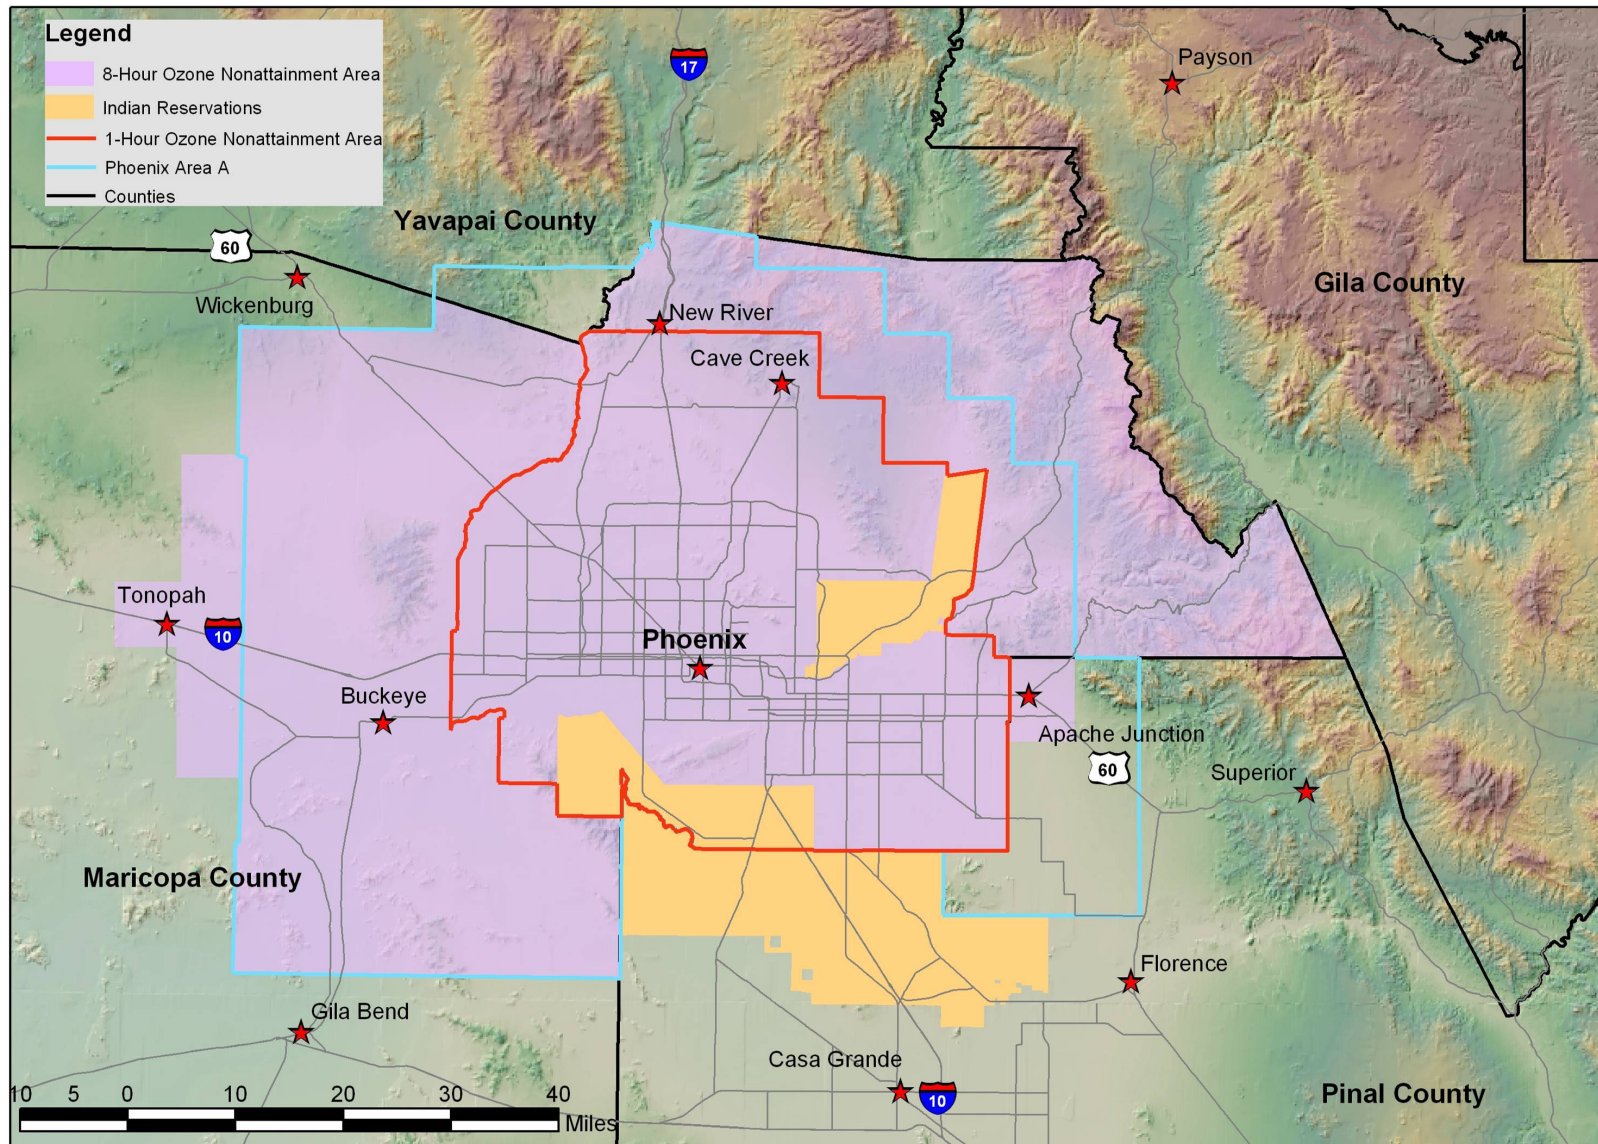 Legend
8-Hour Ozone Nonattainment Area
Indian Reservations
1-Hour Ozone Nonattainment Area
Phoenix Area A
Counties
17
Payson
Yavapai County
60
Wickenburg
Gila County
New River
Cave Creek
Tonopah
10
Phoenix
Buckeye
Apache Junction
60
Superior
Maricopa County
Florence
Gila Bend
Casa Grande
10
Pinal County
10 5 0 10 20 30 40
Miles